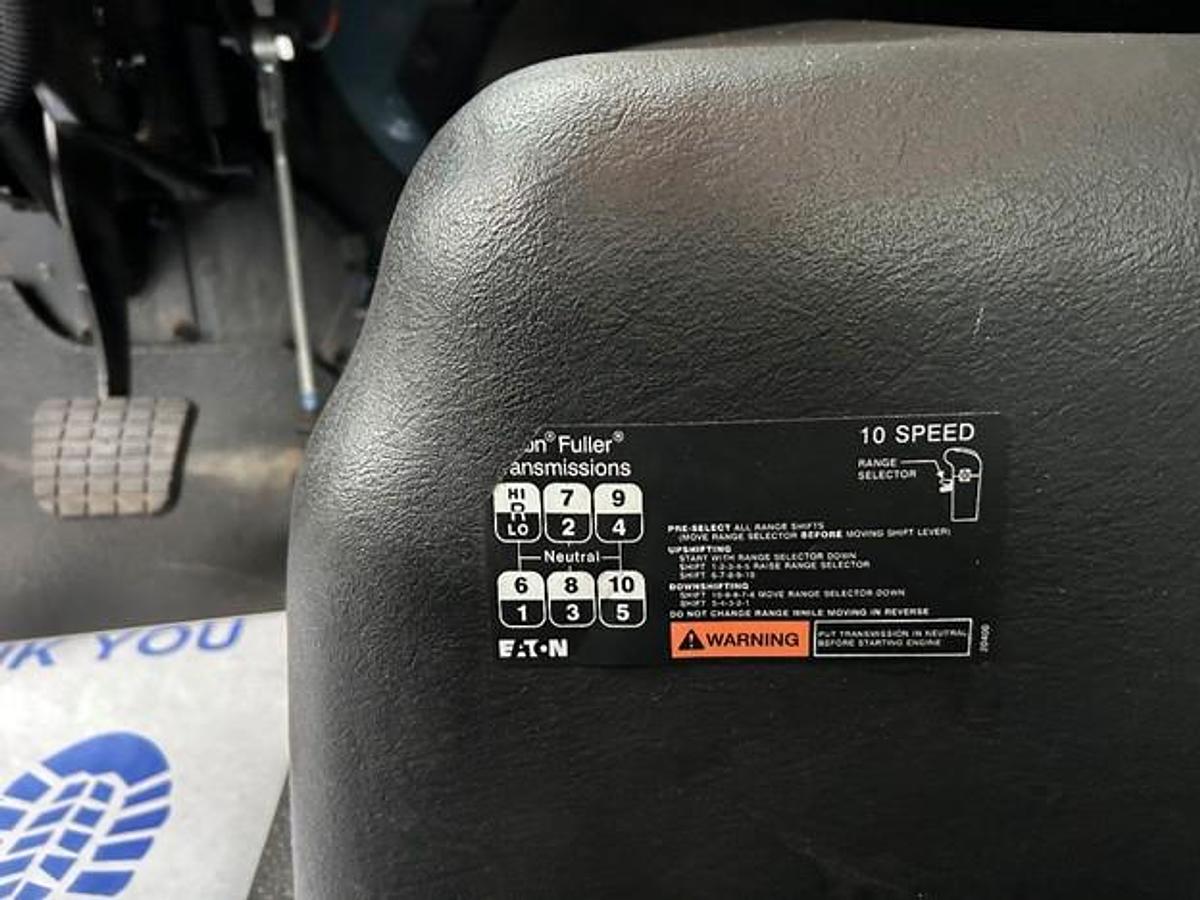 on® Fuller®
ansmissions
HI
R
LO
7
2
9
4
Neutral
6
1
8
3
10
5
EATON
10 SPEED
RANGE
SELECTOR
PRE-SELECT ALL RANGE SHIFTS
(MOVE RANGE SELECTOR BEFORE MOVING SHIFT LEVER)
UPSHIFTING
START WITH RANGE SELECTOR DOWN
SHIFT 1-2-3-4-5 RAISE RANGE SELECTOR
SHIFT 6-7-8-9-10
DOWNSHIFTING
SHIFT 10-9-8-7-6 MOVE RANGE SELECTOR DOWN
SHIFT 5-4-3-2-1
DO NOT CHANGE RANGE WHILE MOVING IN REVERSE
WARNING
PUT TRANSMISSION IN NEUTRAL
BEFORE STARTING ENGINE
K YOU